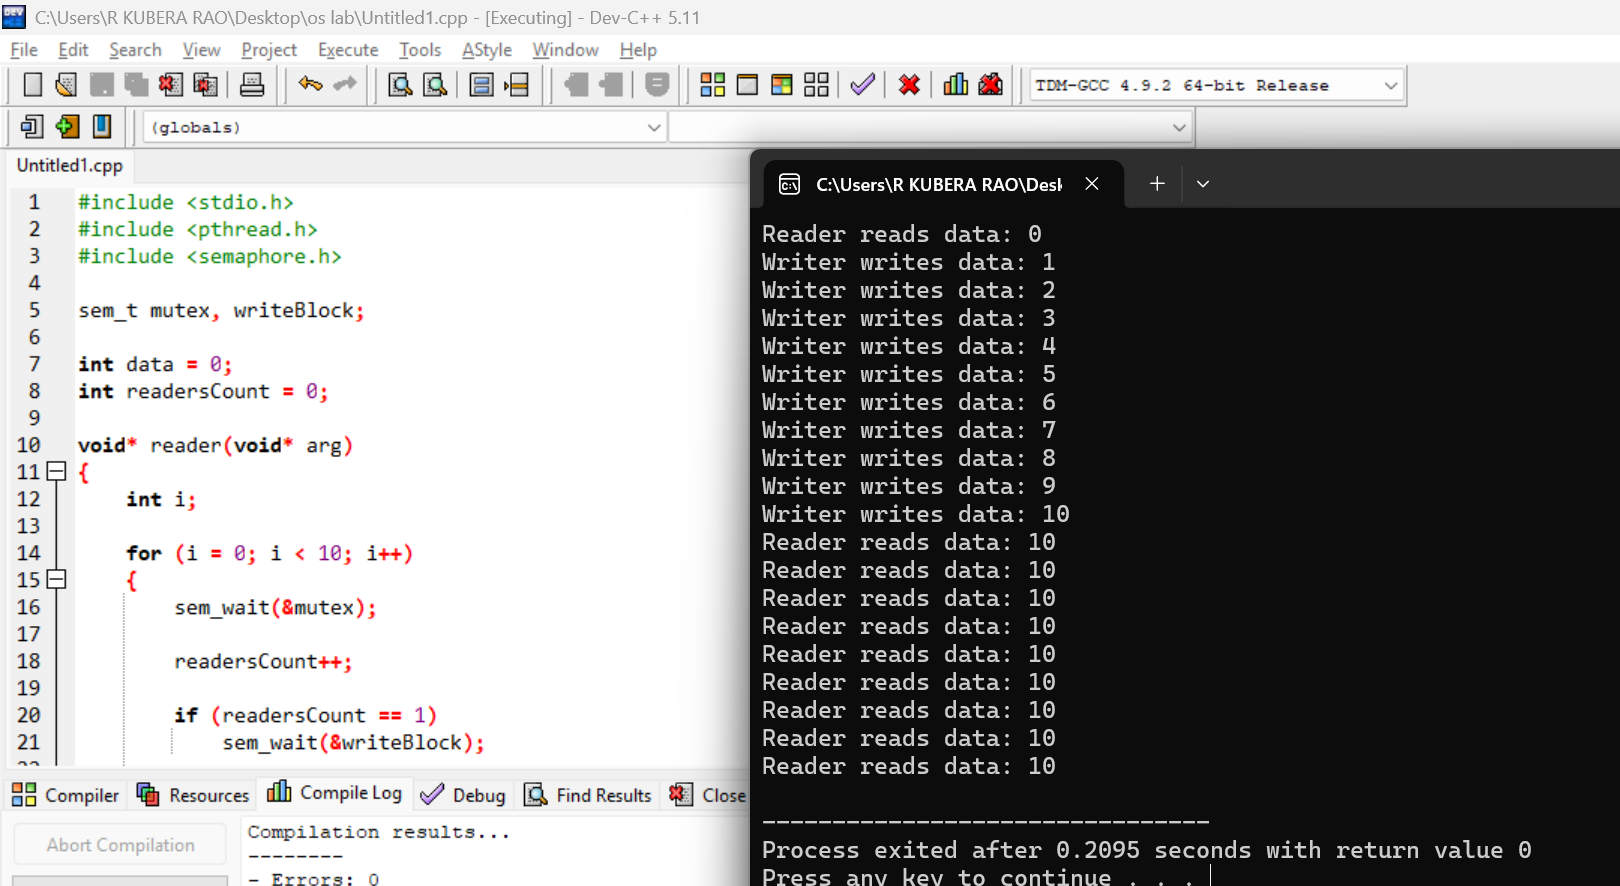 C:\Users\R KUBERA RAO\Desktop\os lab\Untitled1.cpp - [Executing] - Dev-C++ 5.11
File Edit Search View Project Execute Tools AStyle Window Help
TDM-GCC 4.9.2 64-bit Release
(globals)
Untitled1.cpp
1 #include <stdio.h>
2 #include <pthread.h>
3 #include <semaphore.h>
4
5 sem_t mutex, writeBlock;
6
7 int data = 0;
8 int readersCount = 0;
9
10 void* reader(void* arg)
11 {
12 int i;
13
14 for (i = 0; i < 10; i++)
15 {
16 sem_wait(&mutex);
17
18 readersCount++;
19
20 if (readersCount == 1)
21 sem_wait(&writeBlock);
Compiler Resources Compile Log Debug Find Results Close
Abort Compilation
Compilation results...
--------
- Errors: 0
C:\Users\R KUBERA RAO\Desk
Reader reads data: 0
Writer writes data: 1
Writer writes data: 2
Writer writes data: 3
Writer writes data: 4
Writer writes data: 5
Writer writes data: 6
Writer writes data: 7
Writer writes data: 8
Writer writes data: 9
Writer writes data: 10
Reader reads data: 10
Reader reads data: 10
Reader reads data: 10
Reader reads data: 10
Reader reads data: 10
Reader reads data: 10
Reader reads data: 10
Reader reads data: 10
Reader reads data: 10
--------------------------------
Process exited after 0.2095 seconds with return value 0
Press any key to continue . . .